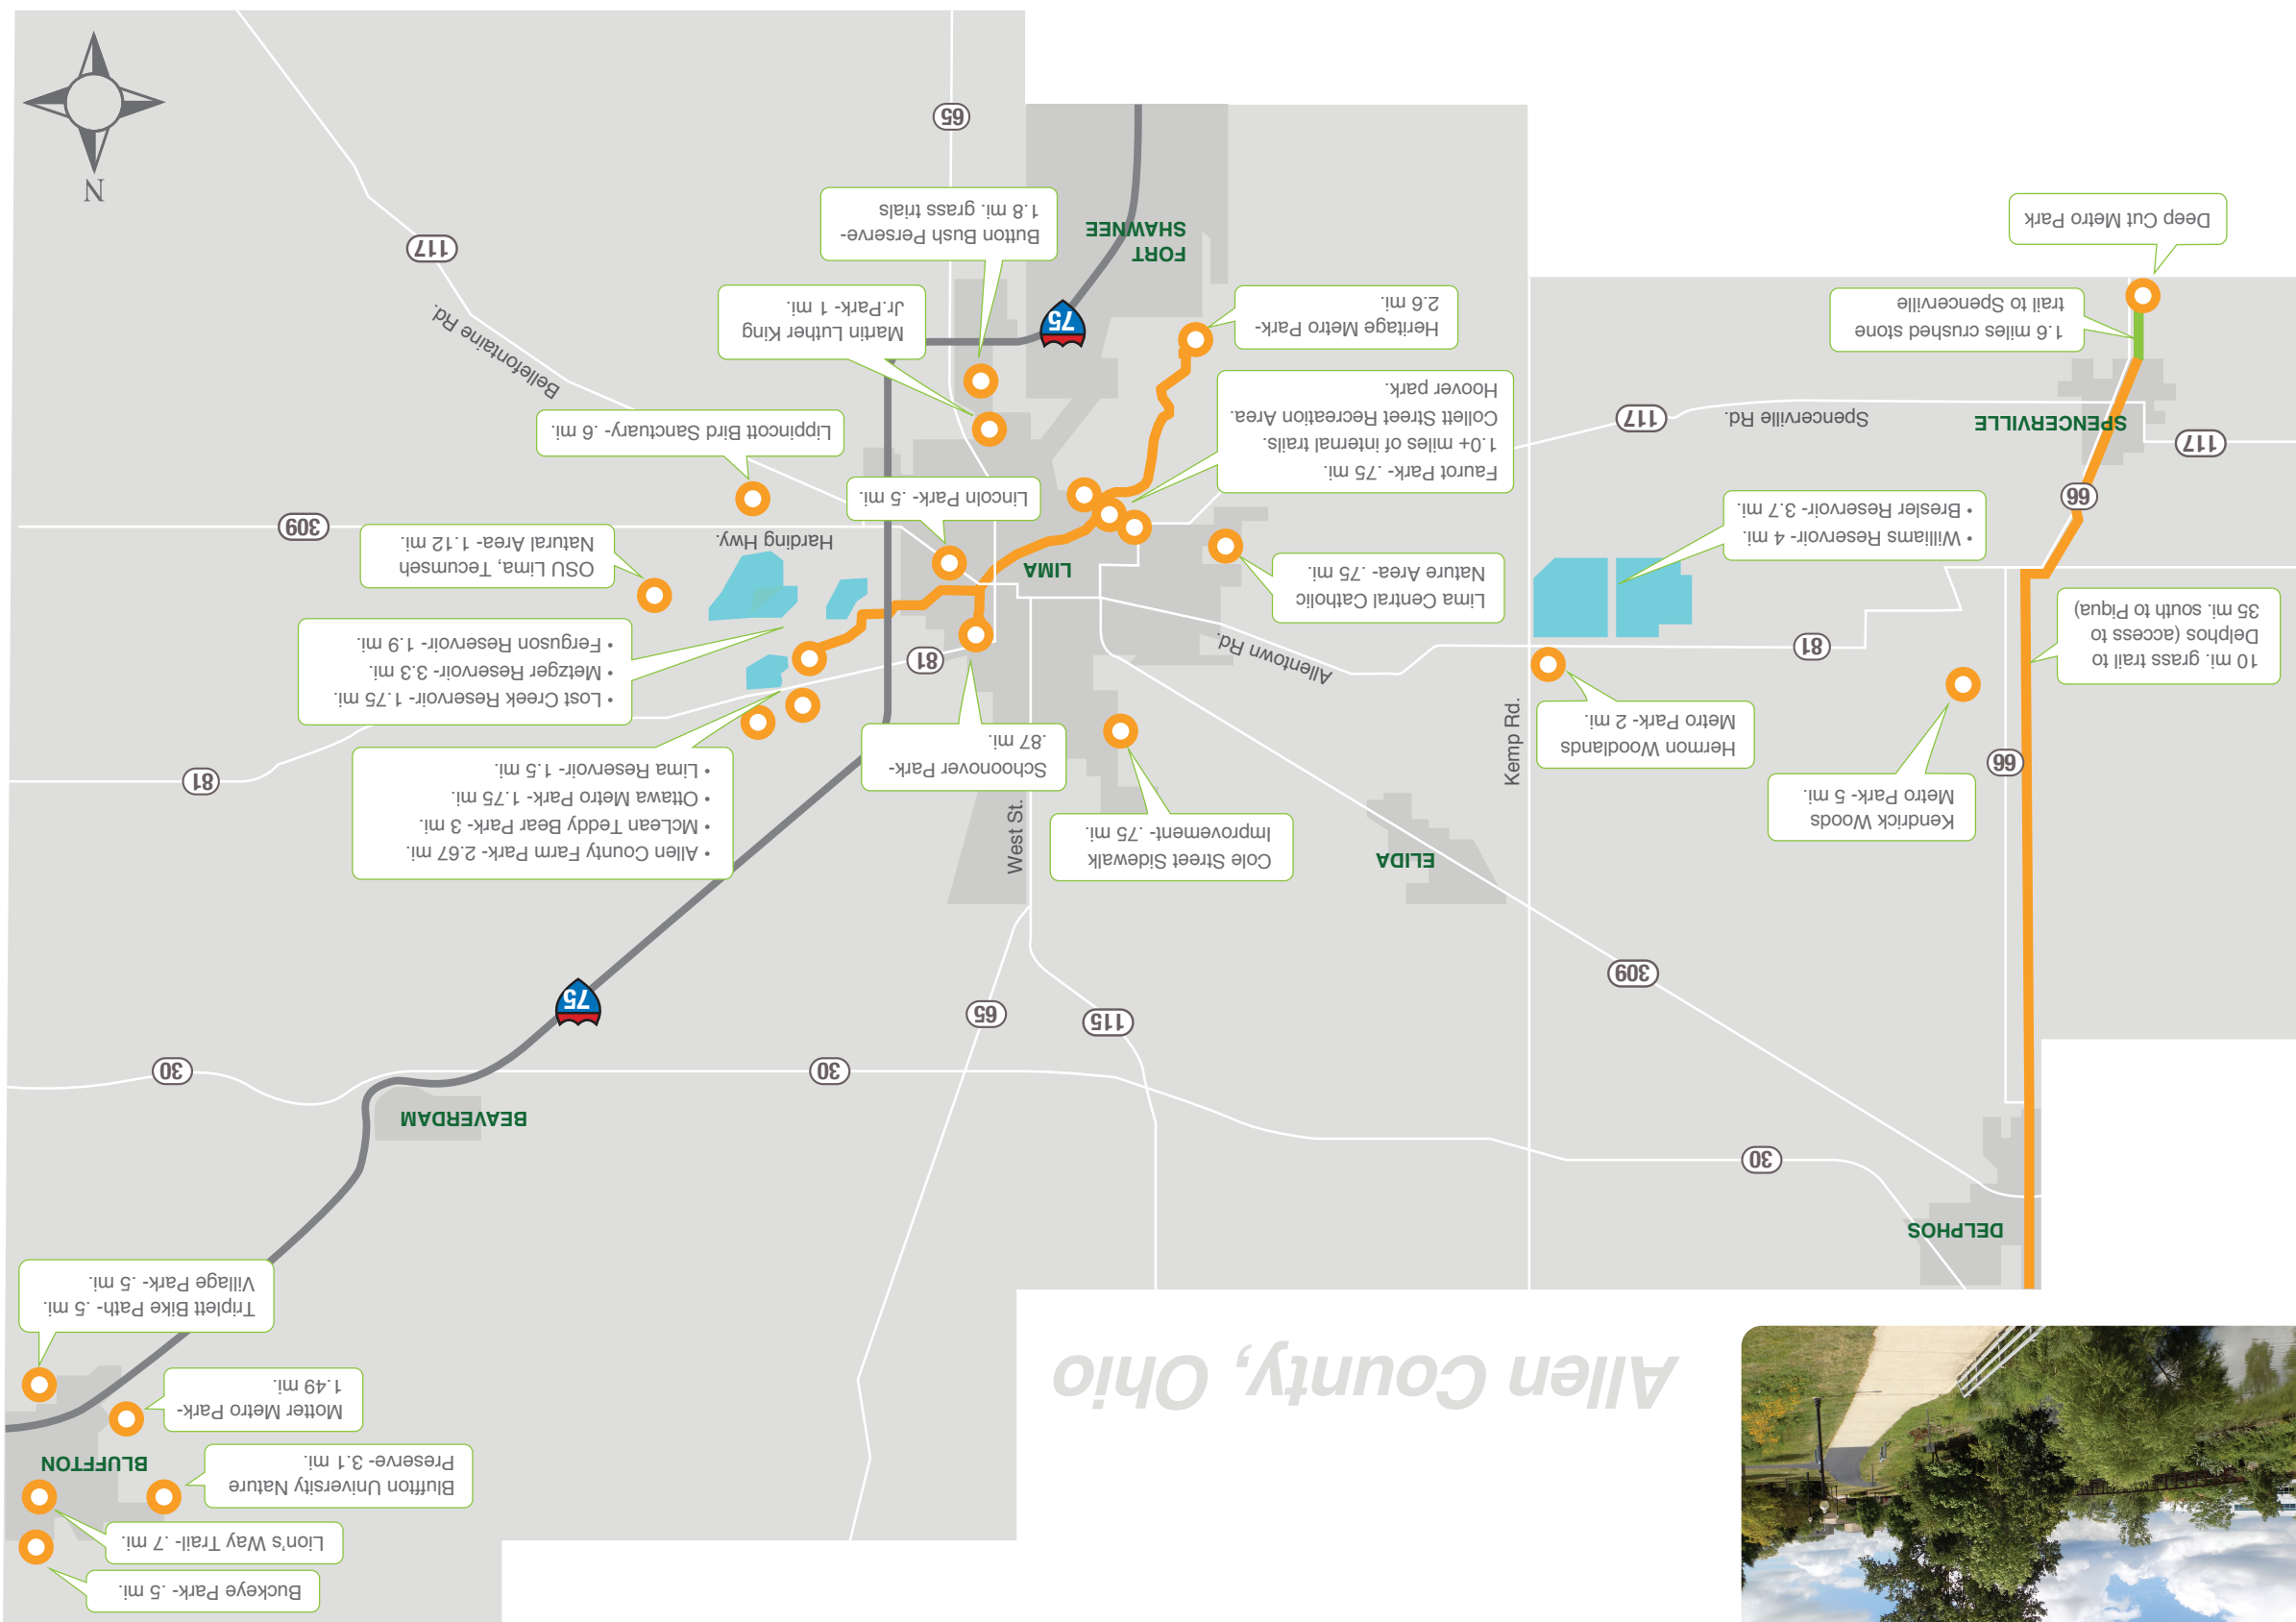 Allen County, Ohio
Buckeye Park- .5 mi.
Lion's Way Trail- .7 mi.
Bluffton University Nature
Preserve- 3.1 mi.
BLUFFTON
Motter Metro Park-
1.49 mi.
Triplett Bike Path- .5 mi.
Village Park- .5 mi.
DELPHOS
30
BEAVERDAM
30
30
115
65
75
309
ELIDA
Cole Street Sidewalk
Improvement- .75 mi.
West St.
Kemp Rd.
• Allen County Farm Park- 2.67 mi.
• McLean Teddy Bear Park- 3 mi.
• Ottawa Metro Park- 1.75 mi.
• Lima Reservoir- 1.5 mi.
81
Kendrick Woods
Metro Park- 5 mi.
66
Hermon Woodlands
Metro Park- 2 mi.
Schoonover Park-
.87 mi.
• Lost Creek Reservoir- 1.75 mi.
• Metzger Reservoir- 3.3 mi.
• Ferguson Reservoir- 1.9 mi.
10 mi. grass trail to
Delphos (access to
35 mi. south to Piqua)
81
Allentown Rd.
81
Lima Central Catholic
Nature Area- .75 mi.
LIMA
OSU Lima, Tecumseh
Natural Area- 1.12 mi.
Harding Hwy.
309
• Williams Reservoir- 4 mi.
• Bresler Reservoir- 3.7 mi.
66
Lincoln Park- .5 mi.
Faurot Park- .75 mi.
1.0+ miles of internal trails.
Collett Street Recreation Area.
Hoover park.
117
SPENCERVILLE
Spencerville Rd.
117
Lippincott Bird Sanctuary- .6 mi.
Bellefontaine Rd.
1.6 miles crushed stone
trail to Spencerville
Heritage Metro Park-
2.6 mi.
75
Martin Luther King
Jr.Park- 1 mi.
Deep Cut Metro Park
FORT
SHAWNEE
Button Bush Perserve-
1.8 mi. grass trials
117
65
N